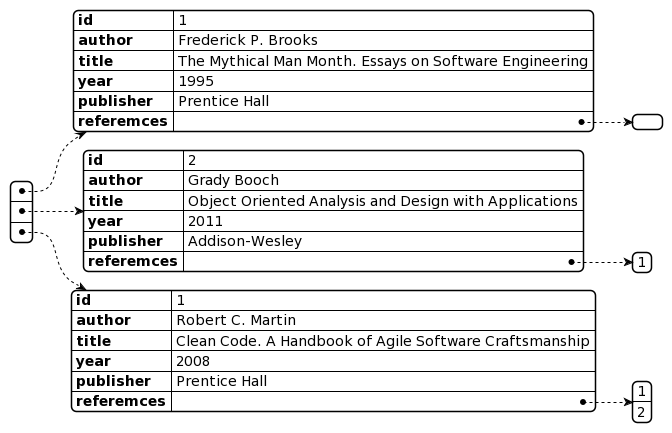 id 1
author Frederick P. Brooks
title The Mythical Man Month. Essays on Software Engineering
year 1995
publisher Prentice Hall
referemces
id 2
author Grady Booch
title Object Oriented Analysis and Design with Applications
year 2011
publisher Addison-Wesley
referemces 1
id 1
author Robert C. Martin
title Clean Code. A Handbook of Agile Software Craftsmanship
year 2008
publisher Prentice Hall
referemces 1
2